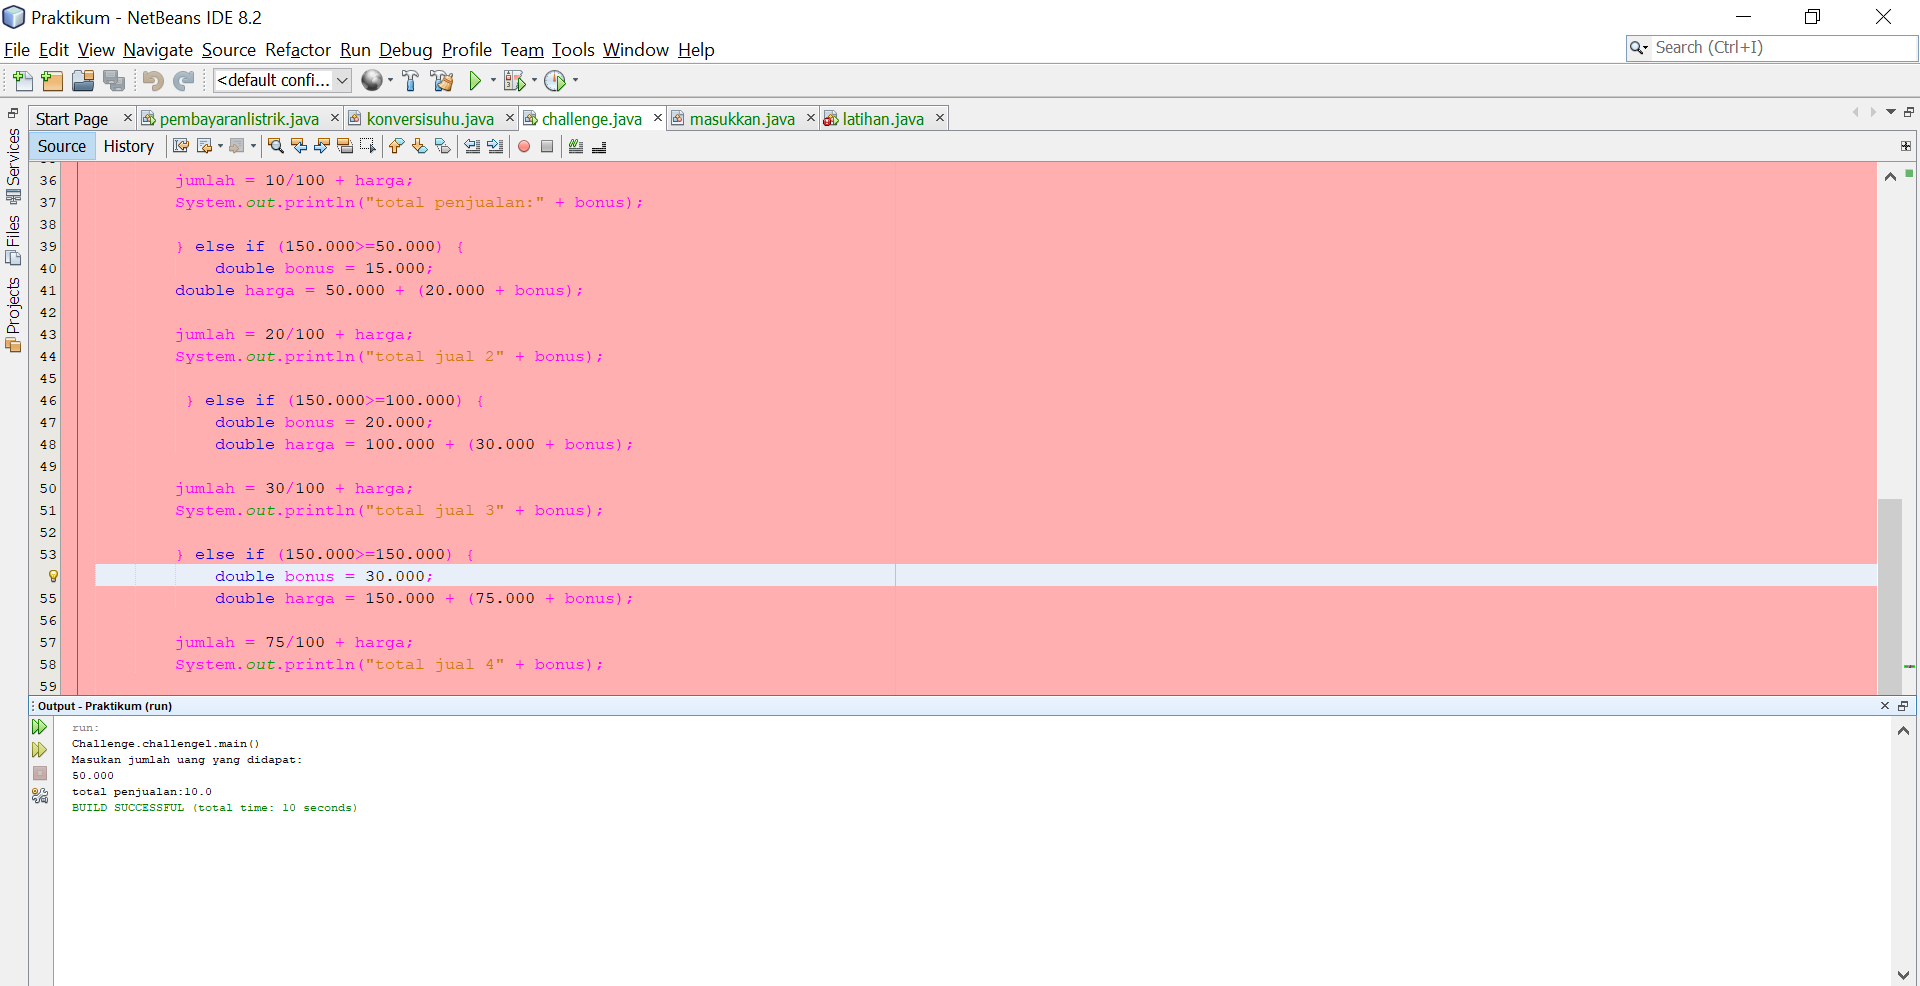 Praktikum - NetBeans IDE 8.2
File Edit View Navigate Source Refactor Run Debug Profile Team Tools Window Help
Search (Ctrl+I)
<default confi...
Start Page
pembayaranlistrik.java
konversisuhu.java
challenge.java
masukkan.java
latihan.java
Source History
Services
Files
Projects
36 jumlah = 10/100 + harga;
37 System.out.println("total penjualan:" + bonus);
38
39 } else if (150.000>=50.000) {
40 double bonus = 15.000;
41 double harga = 50.000 + (20.000 + bonus);
42
43 jumlah = 20/100 + harga;
44 System.out.println("total jual 2" + bonus);
45
46 } else if (150.000>=100.000) {
47 double bonus = 20.000;
48 double harga = 100.000 + (30.000 + bonus);
49
50 jumlah = 30/100 + harga;
51 System.out.println("total jual 3" + bonus);
52
53 } else if (150.000>=150.000) {
double bonus = 30.000;
55 double harga = 150.000 + (75.000 + bonus);
56
57 jumlah = 75/100 + harga;
58 System.out.println("total jual 4" + bonus);
59
Output - Praktikum (run)
run:
Challenge.challenge1.main()
Masukan jumlah uang yang didapat:
50.000
total penjualan:10.0
BUILD SUCCESSFUL (total time: 10 seconds)